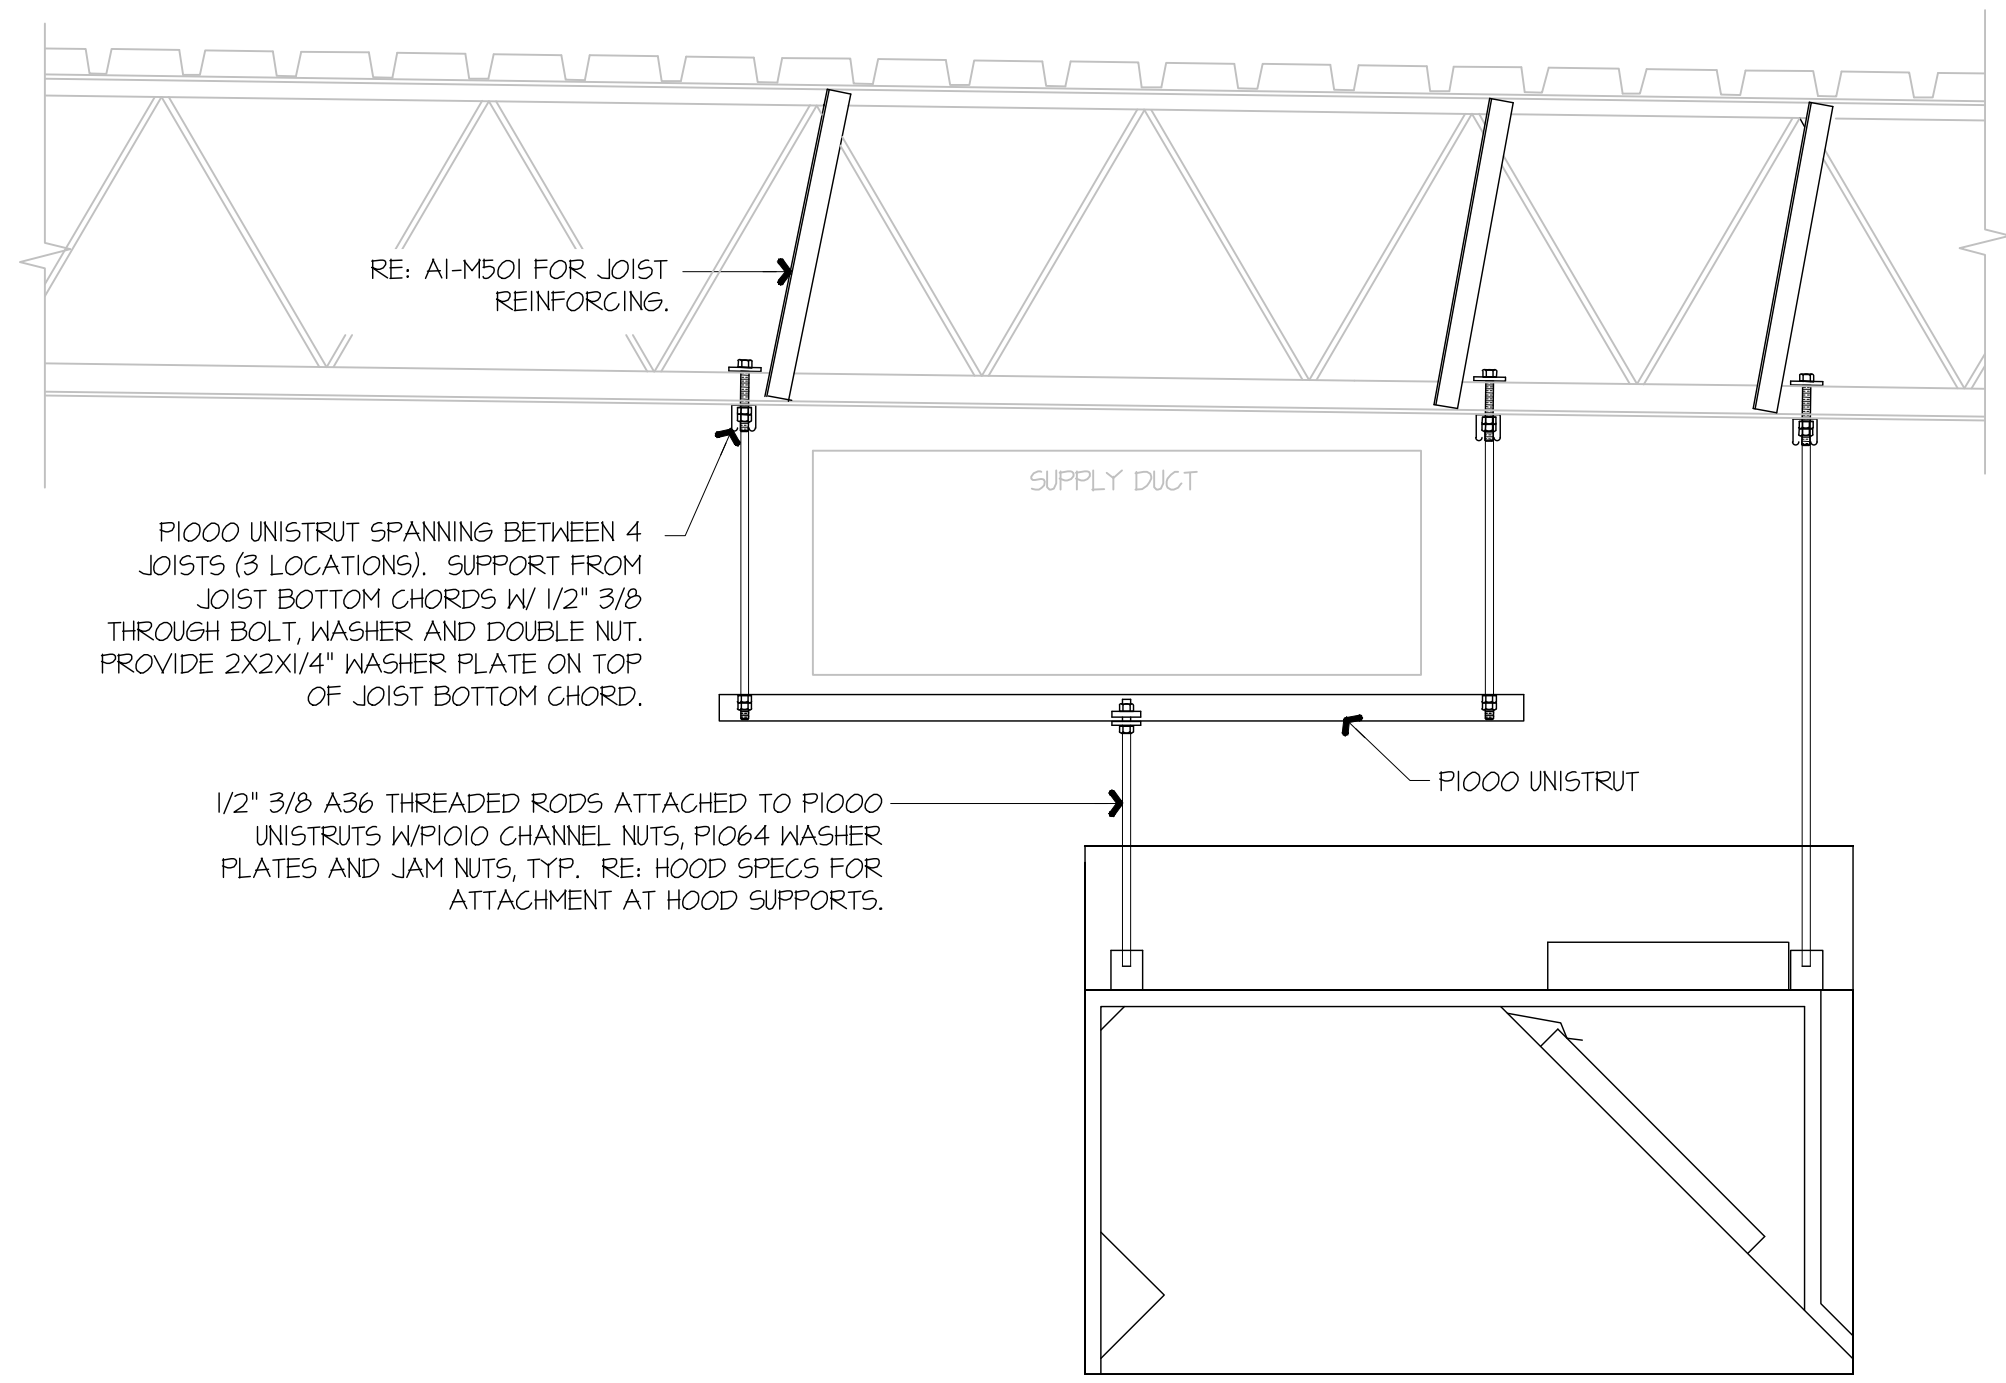 RE: A1-M501 FOR JOIST
REINFORCING.
SUPPLY DUCT
P1000 UNISTRUT SPANNING BETWEEN 4
JOISTS (3 LOCATIONS). SUPPORT FROM
JOIST BOTTOM CHORDS W/ 1/2" 3/8
THROUGH BOLT, WASHER AND DOUBLE NUT.
PROVIDE 2X2X1/4" WASHER PLATE ON TOP
OF JOIST BOTTOM CHORD.
P1000 UNISTRUT
1/2" 3/8 A36 THREADED RODS ATTACHED TO P1000
UNISTRUTS W/P1010 CHANNEL NUTS, P1064 WASHER
PLATES AND JAM NUTS, TYP. RE: HOOD SPECS FOR
ATTACHMENT AT HOOD SUPPORTS.